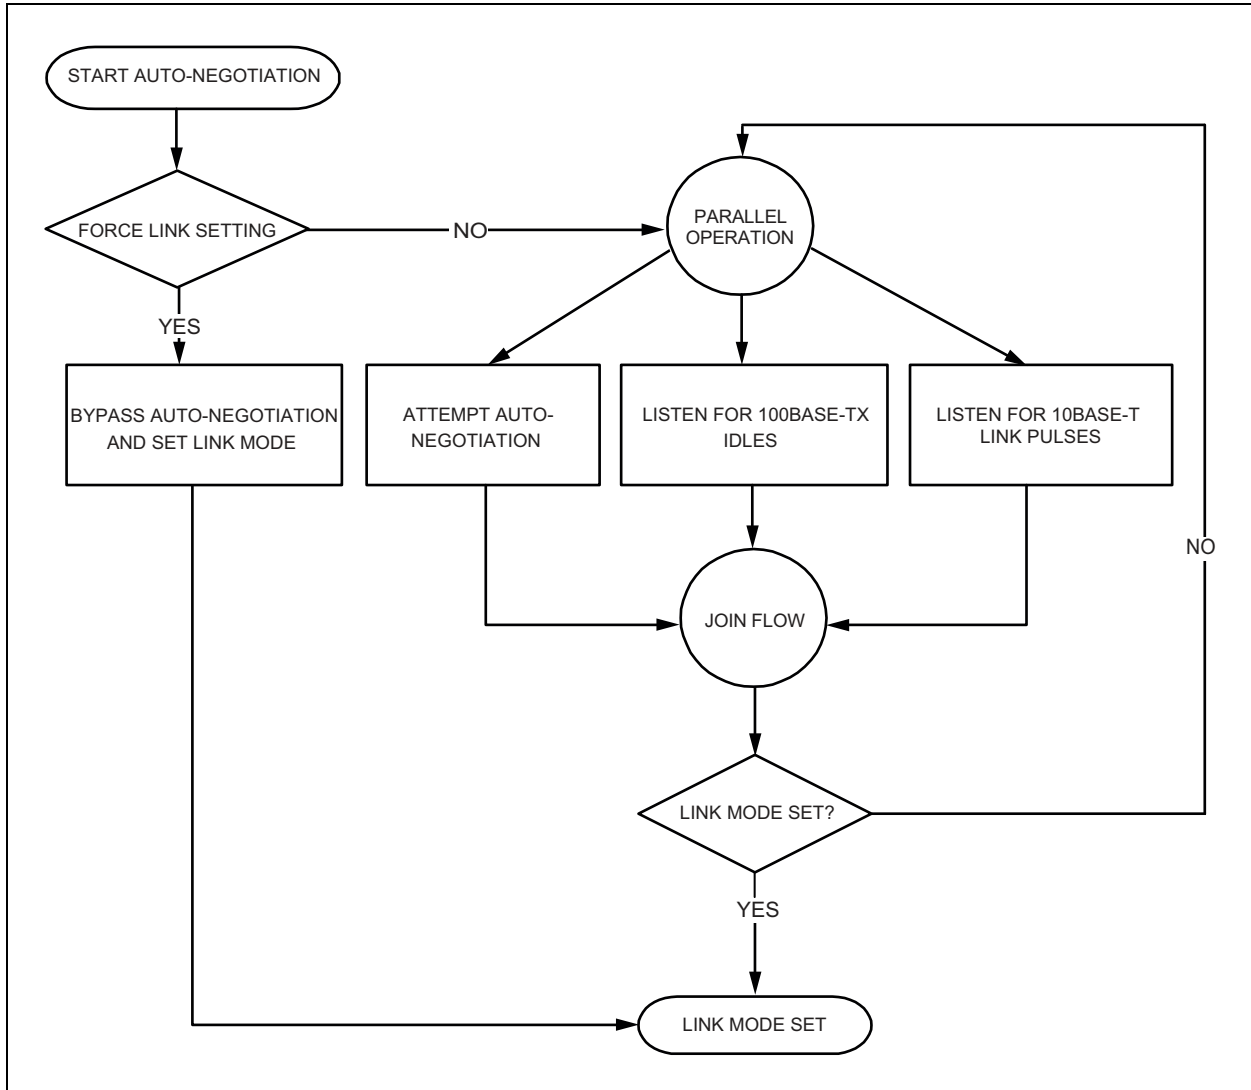 START AUTO-NEGOTIATION
FORCE LINK SETTING
NO
PARALLEL
OPERATION
YES
BYPASS AUTO-NEGOTIATION
AND SET LINK MODE
ATTEMPT AUTO-
NEGOTIATION
LISTEN FOR 100BASE-TX
IDLES
LISTEN FOR 10BASE-T
LINK PULSES
NO
JOIN FLOW
LINK MODE SET?
YES
LINK MODE SET